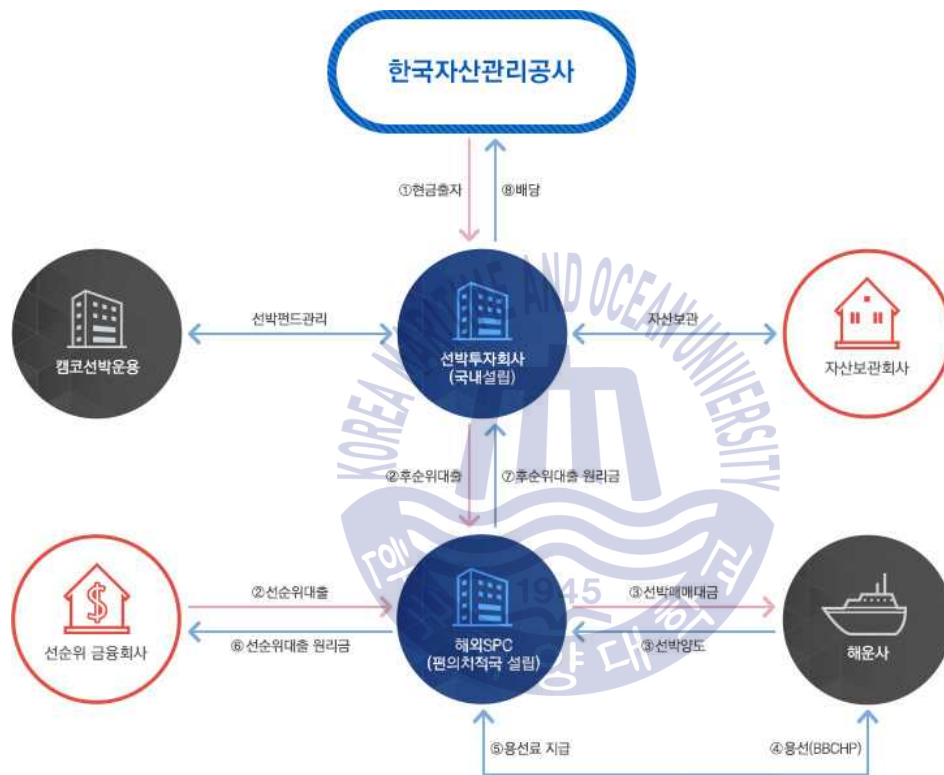 한국자산관리공사
①현금출자
⑧배당
캠코선박운용
선박펀드관리
선박투자회사
(국내설립)
자산보관
자산보관회사
②후순위대출
⑦후순위대출 원리금
선순위 금융회사
②선순위대출
⑥선순위대출 원리금
해외SPC
(편의치적국 설립)
③선박매매대금
③선박양도
해운사
⑤용선료 지급
④용선(BBCHP)
KOREA MARITIME AND OCEAN UNIVERSITY
1945
해양대학교